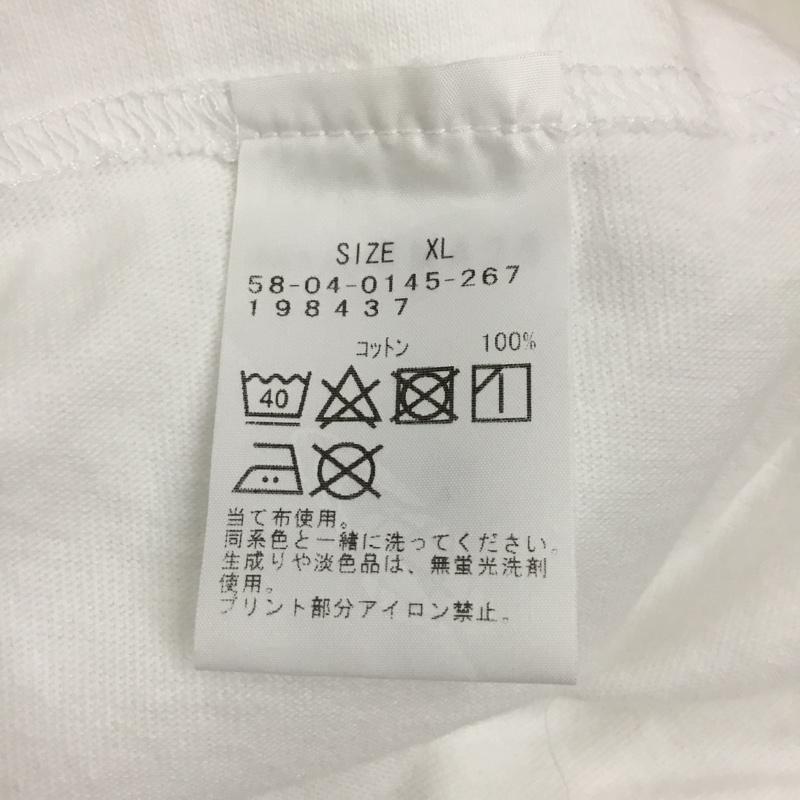 SIZE XL
58-04-0145-267
198437
コットン 100%
40
当て布使用。
同系色と一緒に洗ってください。
生成りや淡色品は、無蛍光洗剤
使用。
プリント部分アイロン禁止。